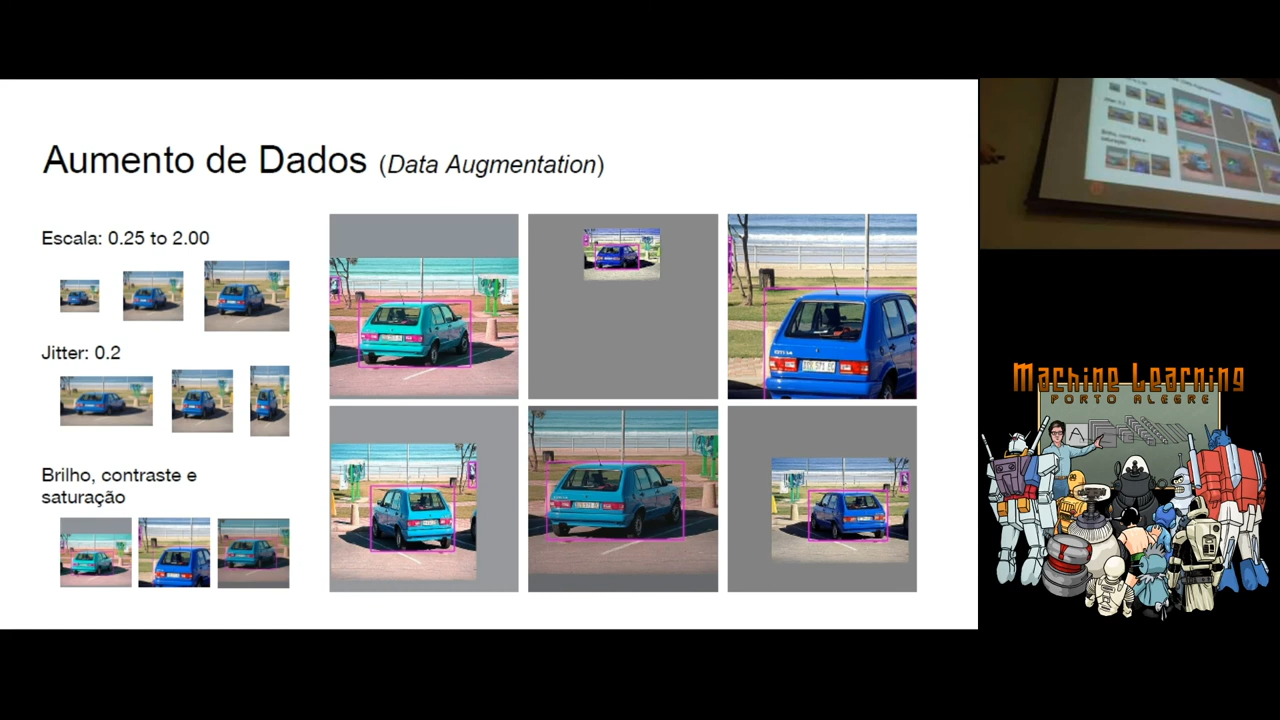 Aumento de Dados (Data Augmentation)
Escala: 0.25 to 2.00
Jitter: 0.2
Brilho, contraste e
saturação
Machine Learning
PORTO ALEGRE